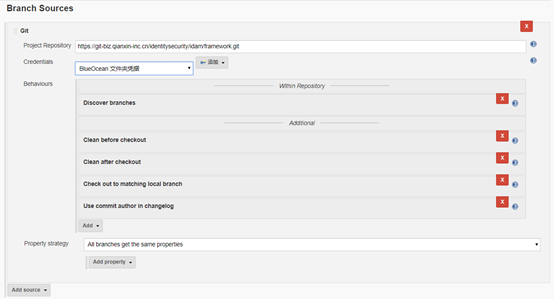 Branch Sources
Git
X
Project Repository
https://git-biz.qianxin-inc.cn/identitysecurity/idam/framework.git
Credentials
BlueOcean 文件夹凭据
添加
Behaviours
Within Repository
Discover branches
X
Additional
Clean before checkout
X
Clean after checkout
X
Check out to matching local branch
X
Use commit author in changelog
X
Add
Property strategy
All branches get the same properties
Add property
Add source